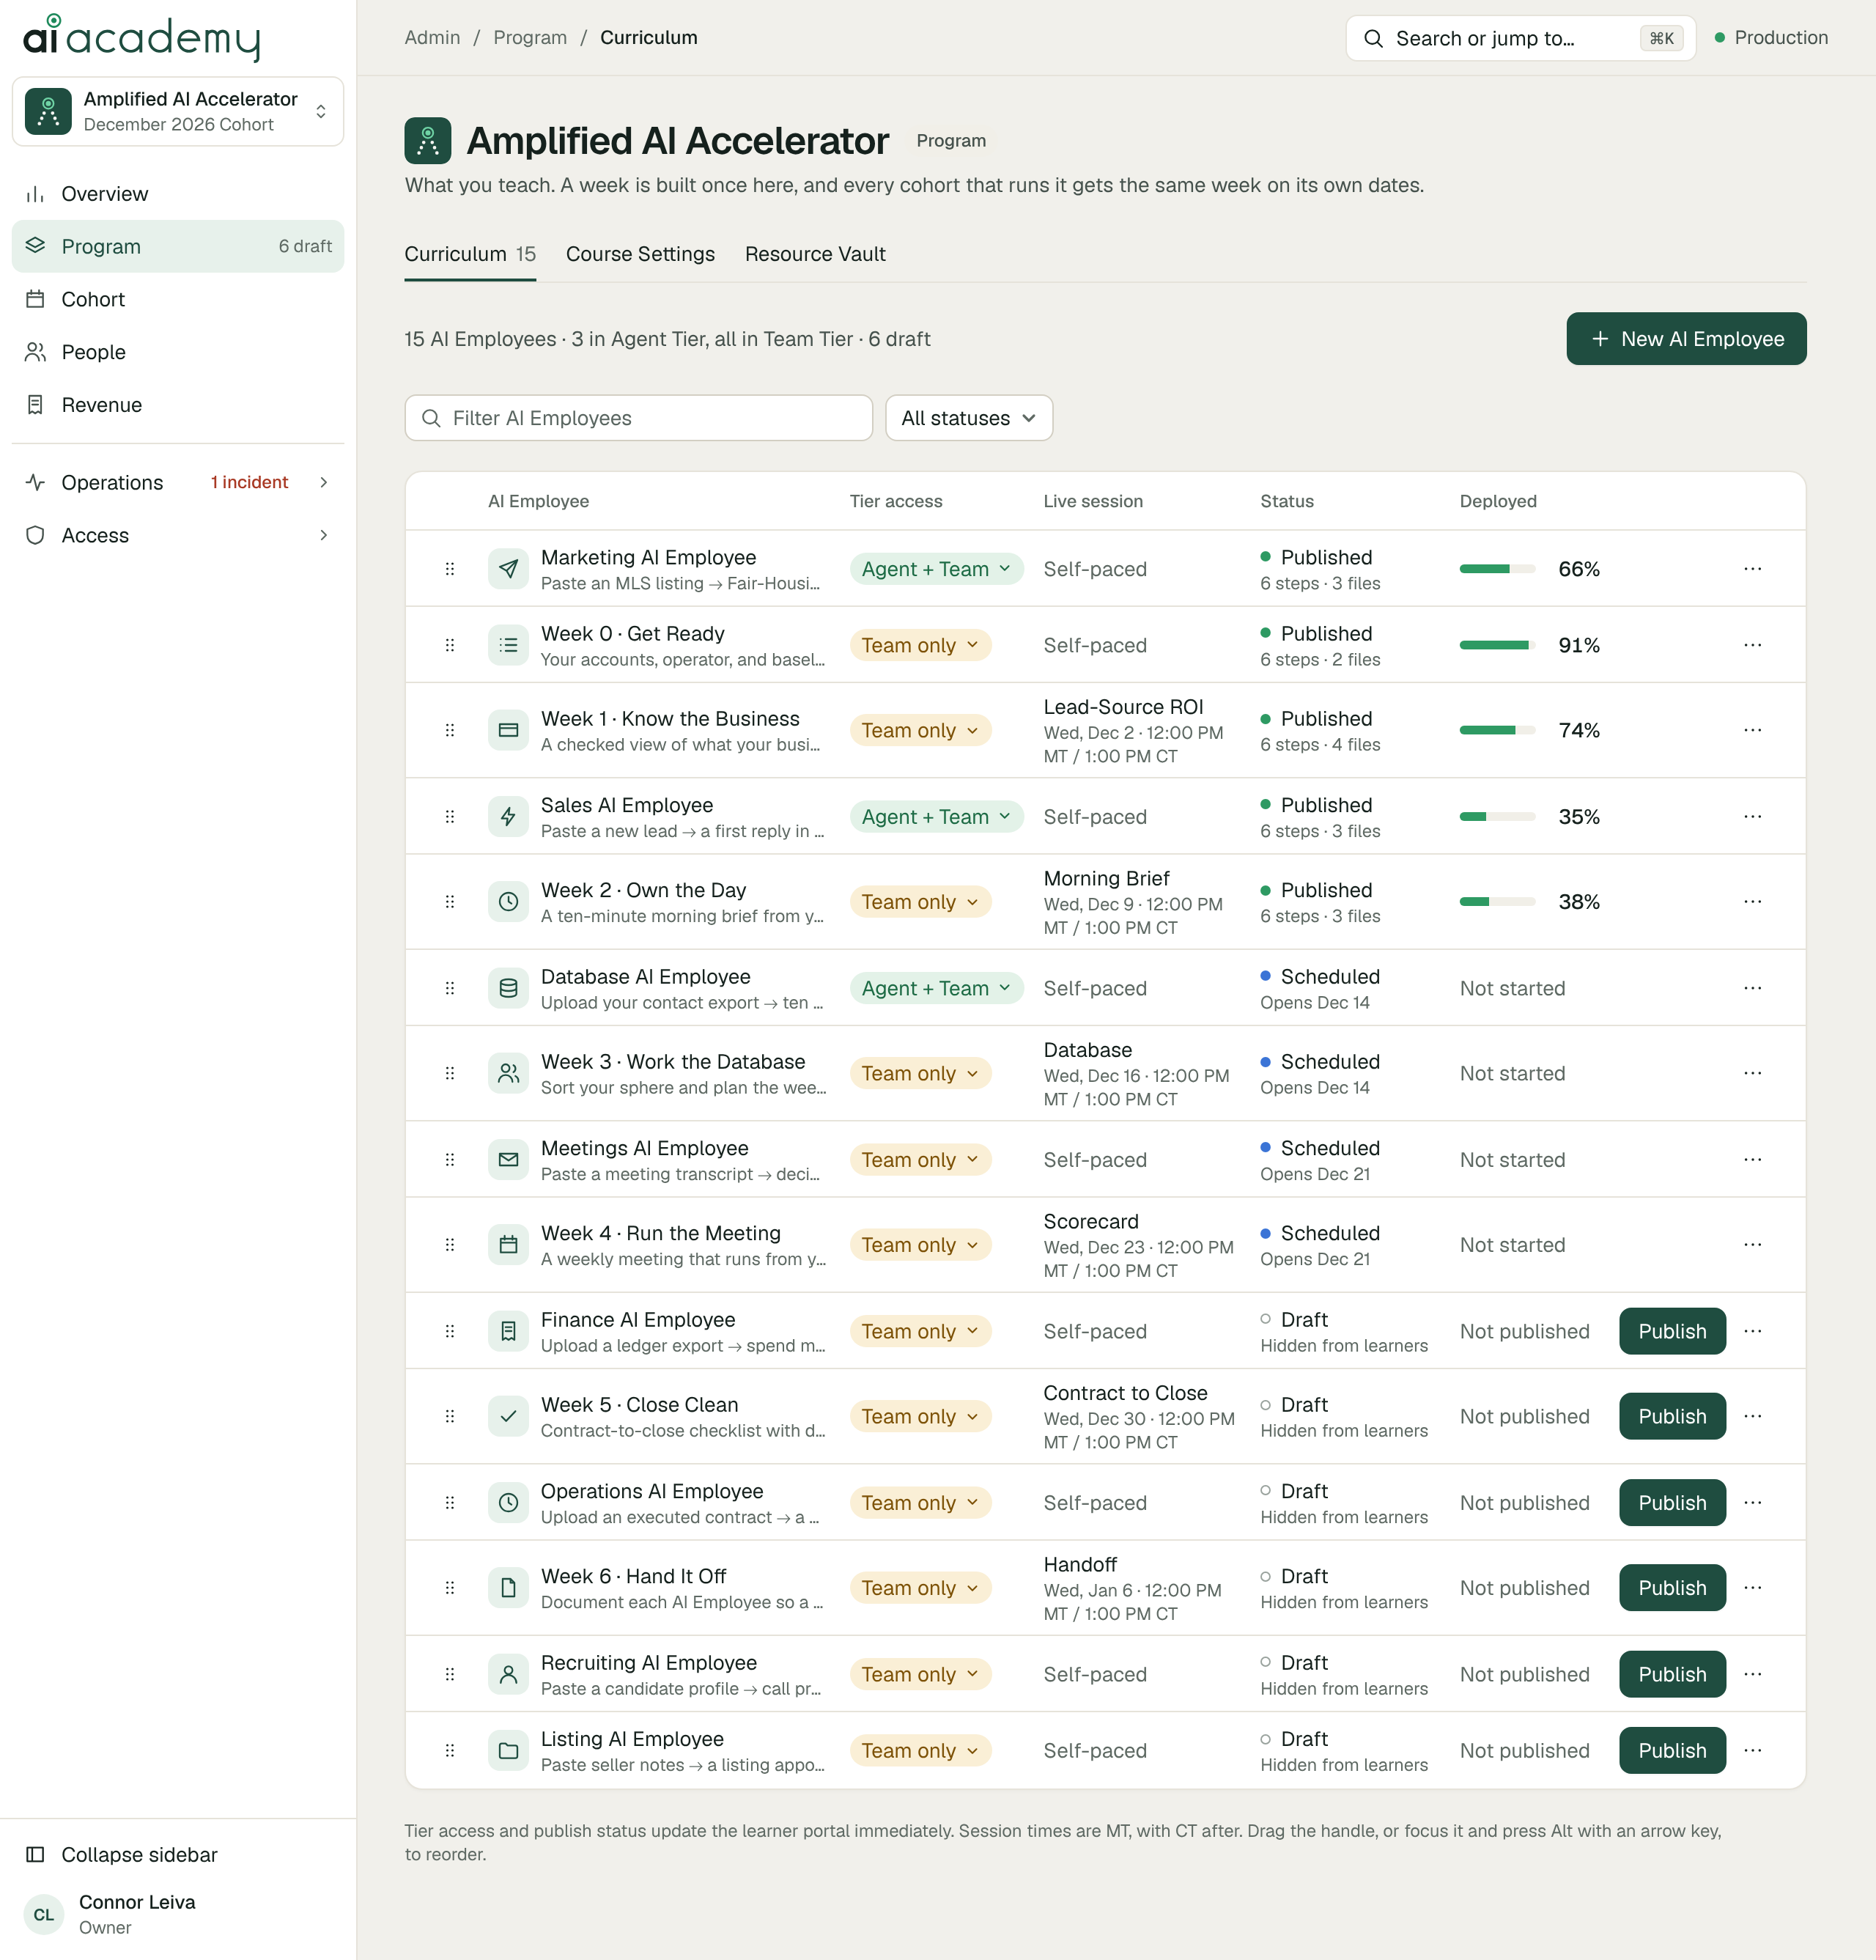 ai academy
Amplified AI Accelerator
December 2026 Cohort
Overview
Program 6 draft
Cohort
People
Revenue
Operations 1 incident
Access
Collapse sidebar
CL
Connor Leiva
Owner
Admin / Program / Curriculum
Search or jump to... ⌘K
Production
Amplified AI Accelerator Program
What you teach. A week is built once here, and every cohort that runs it gets the same week on its own dates.
Curriculum 15 Course Settings Resource Vault
15 AI Employees · 3 in Agent Tier, all in Team Tier · 6 draft
+ New AI Employee
Filter AI Employees
All statuses
AI Employee Tier access Live session Status Deployed
Marketing AI Employee
Paste an MLS listing → Fair-Housi...
Agent + Team
Self-paced
Published
6 steps · 3 files
66%
Week 0 · Get Ready
Your accounts, operator, and basel...
Team only
Self-paced
Published
6 steps · 2 files
91%
Week 1 · Know the Business
A checked view of what your busi...
Team only
Lead-Source ROI
Wed, Dec 2 · 12:00 PM
MT / 1:00 PM CT
Published
6 steps · 4 files
74%
Sales AI Employee
Paste a new lead → a first reply in ...
Agent + Team
Self-paced
Published
6 steps · 3 files
35%
Week 2 · Own the Day
A ten-minute morning brief from y...
Team only
Morning Brief
Wed, Dec 9 · 12:00 PM
MT / 1:00 PM CT
Published
6 steps · 3 files
38%
Database AI Employee
Upload your contact export → ten ...
Agent + Team
Self-paced
Scheduled
Opens Dec 14
Not started
Week 3 · Work the Database
Sort your sphere and plan the wee...
Team only
Database
Wed, Dec 16 · 12:00 PM
MT / 1:00 PM CT
Scheduled
Opens Dec 14
Not started
Meetings AI Employee
Paste a meeting transcript → deci...
Team only
Self-paced
Scheduled
Opens Dec 21
Not started
Week 4 · Run the Meeting
A weekly meeting that runs from y...
Team only
Scorecard
Wed, Dec 23 · 12:00 PM
MT / 1:00 PM CT
Scheduled
Opens Dec 21
Not started
Finance AI Employee
Upload a ledger export → spend m...
Team only
Self-paced
Draft
Hidden from learners
Not published
Publish
Week 5 · Close Clean
Contract-to-close checklist with d...
Team only
Contract to Close
Wed, Dec 30 · 12:00 PM
MT / 1:00 PM CT
Draft
Hidden from learners
Not published
Publish
Operations AI Employee
Upload an executed contract → a ...
Team only
Self-paced
Draft
Hidden from learners
Not published
Publish
Week 6 · Hand It Off
Document each AI Employee so a ...
Team only
Handoff
Wed, Jan 6 · 12:00 PM
MT / 1:00 PM CT
Draft
Hidden from learners
Not published
Publish
Recruiting AI Employee
Paste a candidate profile → call pr...
Team only
Self-paced
Draft
Hidden from learners
Not published
Publish
Listing AI Employee
Paste seller notes → a listing appo...
Team only
Self-paced
Draft
Hidden from learners
Not published
Publish
Tier access and publish status update the learner portal immediately. Session times are MT, with CT after. Drag the handle, or focus it and press Alt with an arrow key,
to reorder.